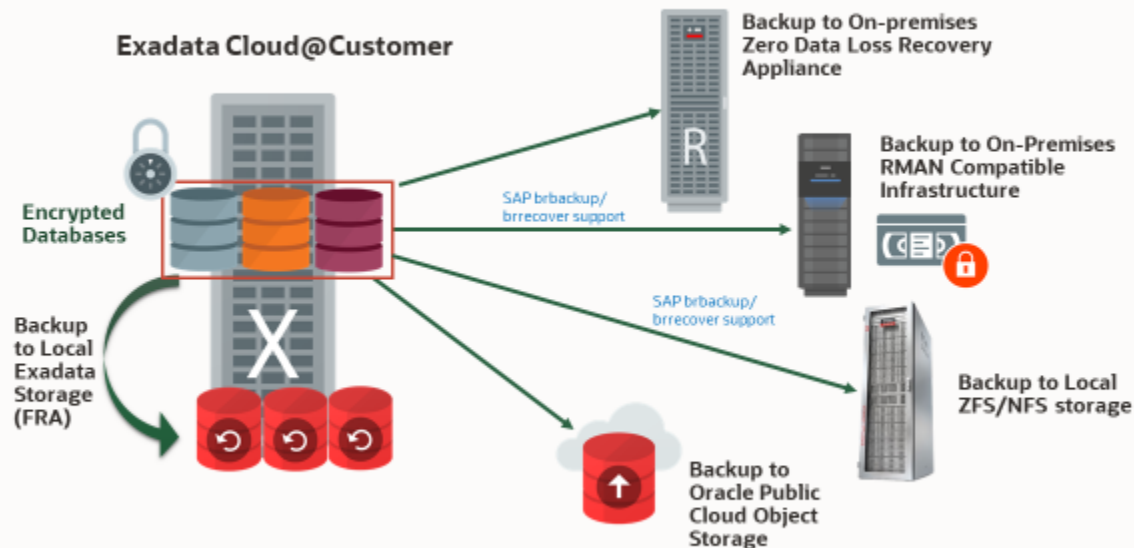 Exadata Cloud@Customer
Backup to On-premises
Zero Data Loss Recovery
Appliance
R
Backup to On-Premises
RMAN Compatible
Infrastructure
Encrypted
Databases
SAP brbackup/
brrecover support
SAP brbackup/
brrecover support
Backup
to Local
Exadata
Storage
(FRA)
X
Backup to Local
ZFS/NFS storage
Backup to
Oracle Public
Cloud Object
Storage